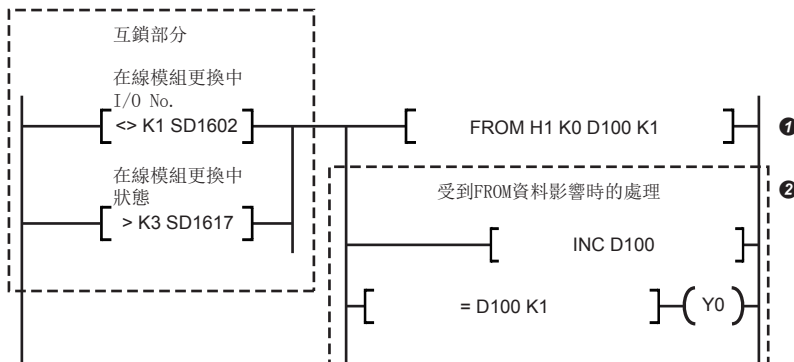 互鎖部分
在線模組更換中
I/O No.
<> K1 SD1602
FROM H1 K0 D100 K1
❶
在線模組更換中
狀態
> K3 SD1617
受到FROM資料影響時的處理
❷
INC D100
= D100 K1
Y0